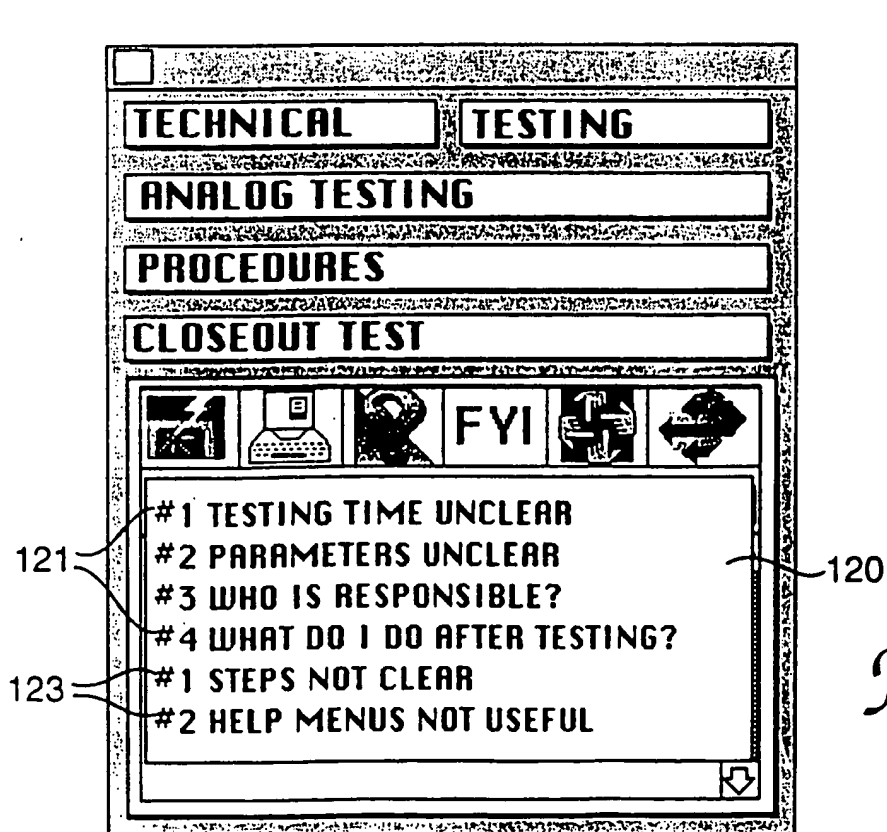 TECHNICAL TESTING
ANALOG TESTING
PROCEDURES
CLOSEOUT TEST
FYI
#1 TESTING TIME UNCLEAR
#2 PARAMETERS UNCLEAR
#3 WHO IS RESPONSIBLE?
#4 WHAT DO I DO AFTER TESTING?
#1 STEPS NOT CLEAR
#2 HELP MENUS NOT USEFUL
121
120
123